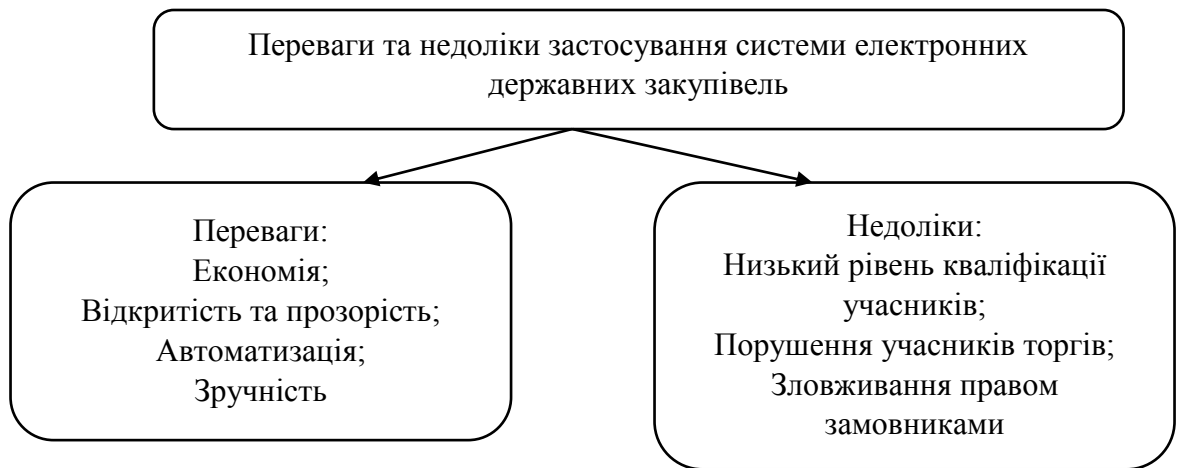 Переваги та недоліки застосування системи електронних
державних закупівель
Переваги:
Економія;
Відкритість та прозорість;
Автоматизація;
Зручність
Недоліки:
Низький рівень кваліфікації
учасників;
Порушення учасників торгів;
Зловживання правом
замовниками